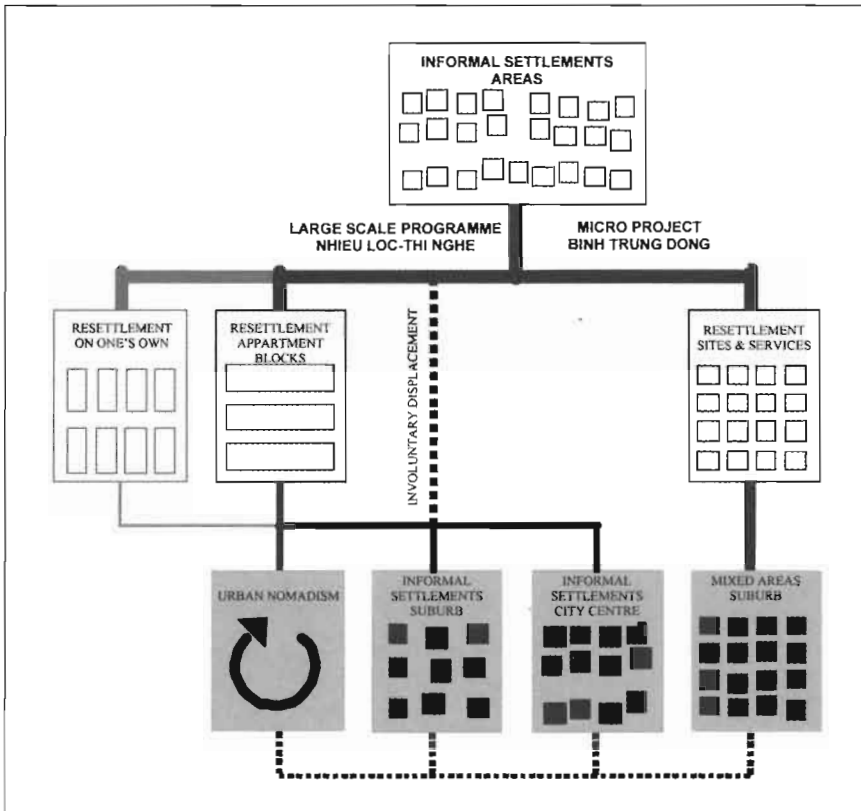 INFORMAL SETTLEMENTS
AREAS
LARGE SCALE PROGRAMME
NHIEU LOC-THI NGHE
MICRO PROJECT
BINH TRUNG DONG
RESETTLEMENT
ON ONE'S OWN
RESETTLEMENT
APPARTMENT
BLOCKS
INVOLUNTARY DISPLACEMENT
RESETTLEMENT
SITES & SERVICES
URBAN NOMADISM
INFORMAL
SETTLEMENTS
SUBURB
INFORMAL
SETTLEMENTS
CITY CENTRE
MIXED AREAS
SUBURB